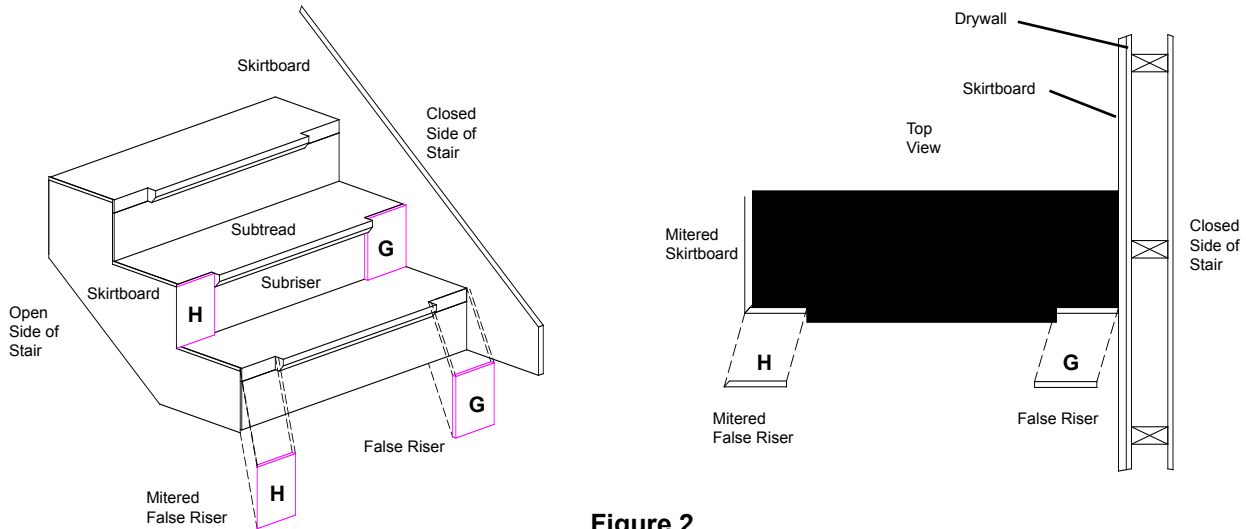 Skirtboard
Closed
Side of
Stair
Subtread
G
Subriser
Skirtboard
H
Open
Side of
Stair
G
False Riser
H
Mitered
False Riser
Drywall
Skirtboard
Top
View
Mitered
Skirtboard
Closed
Side of
Stair
H
G
Mitered
False Riser
False Riser
Figure 2